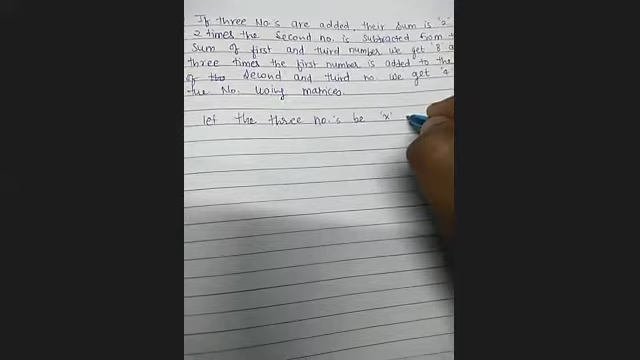 If three No.s are added, their sum is '2'
2 times the second no. is subtracted from
sum of first and third number we get '8'
three times the first number is added to the
of the second and third no. we get '4'
the No. using matrices.
let the three no.'s be 'x'